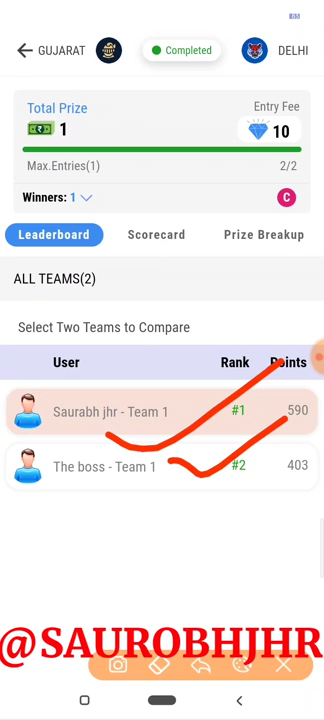 GUJARAT Completed DELHI
Total Prize Entry Fee
1 10
Max.Entries(1) 2/2
Winners: 1 C
Leaderboard Scorecard Prize Breakup
ALL TEAMS(2)
Select Two Teams to Compare
User Rank Points
Saurabh jhr - Team 1 #1 590
The boss - Team 1 #2 403
@SAUROBHJHR